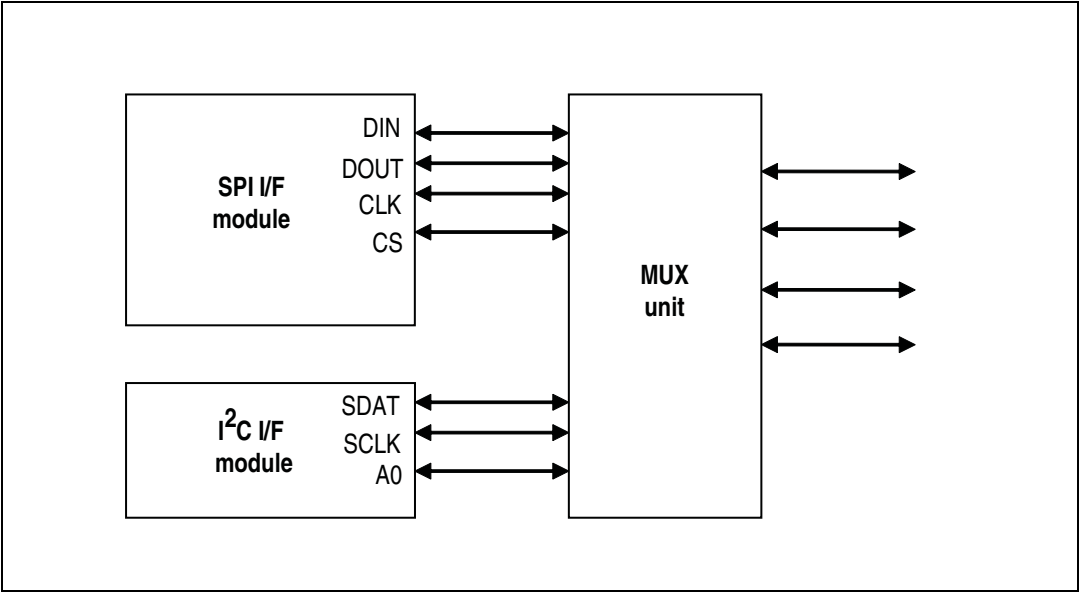 SPI I/F
module
DIN
DOUT
CLK
CS
I²C I/F
module
SDAT
SCLK
A0
MUX
unit